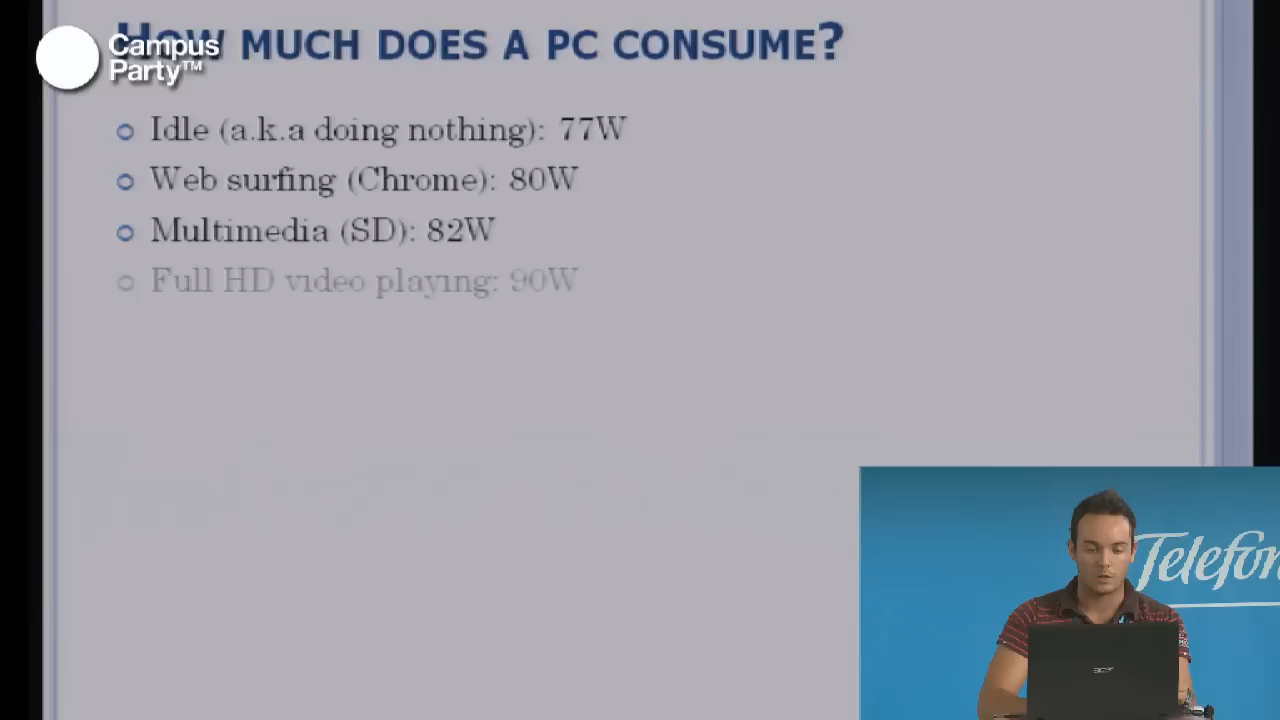 Campus
Party™
HOW MUCH DOES A PC CONSUME?
Idle (a.k.a doing nothing): 77W
Web surfing (Chrome): 80W
Multimedia (SD): 82W
Full HD video playing: 90W
Telefon
acer